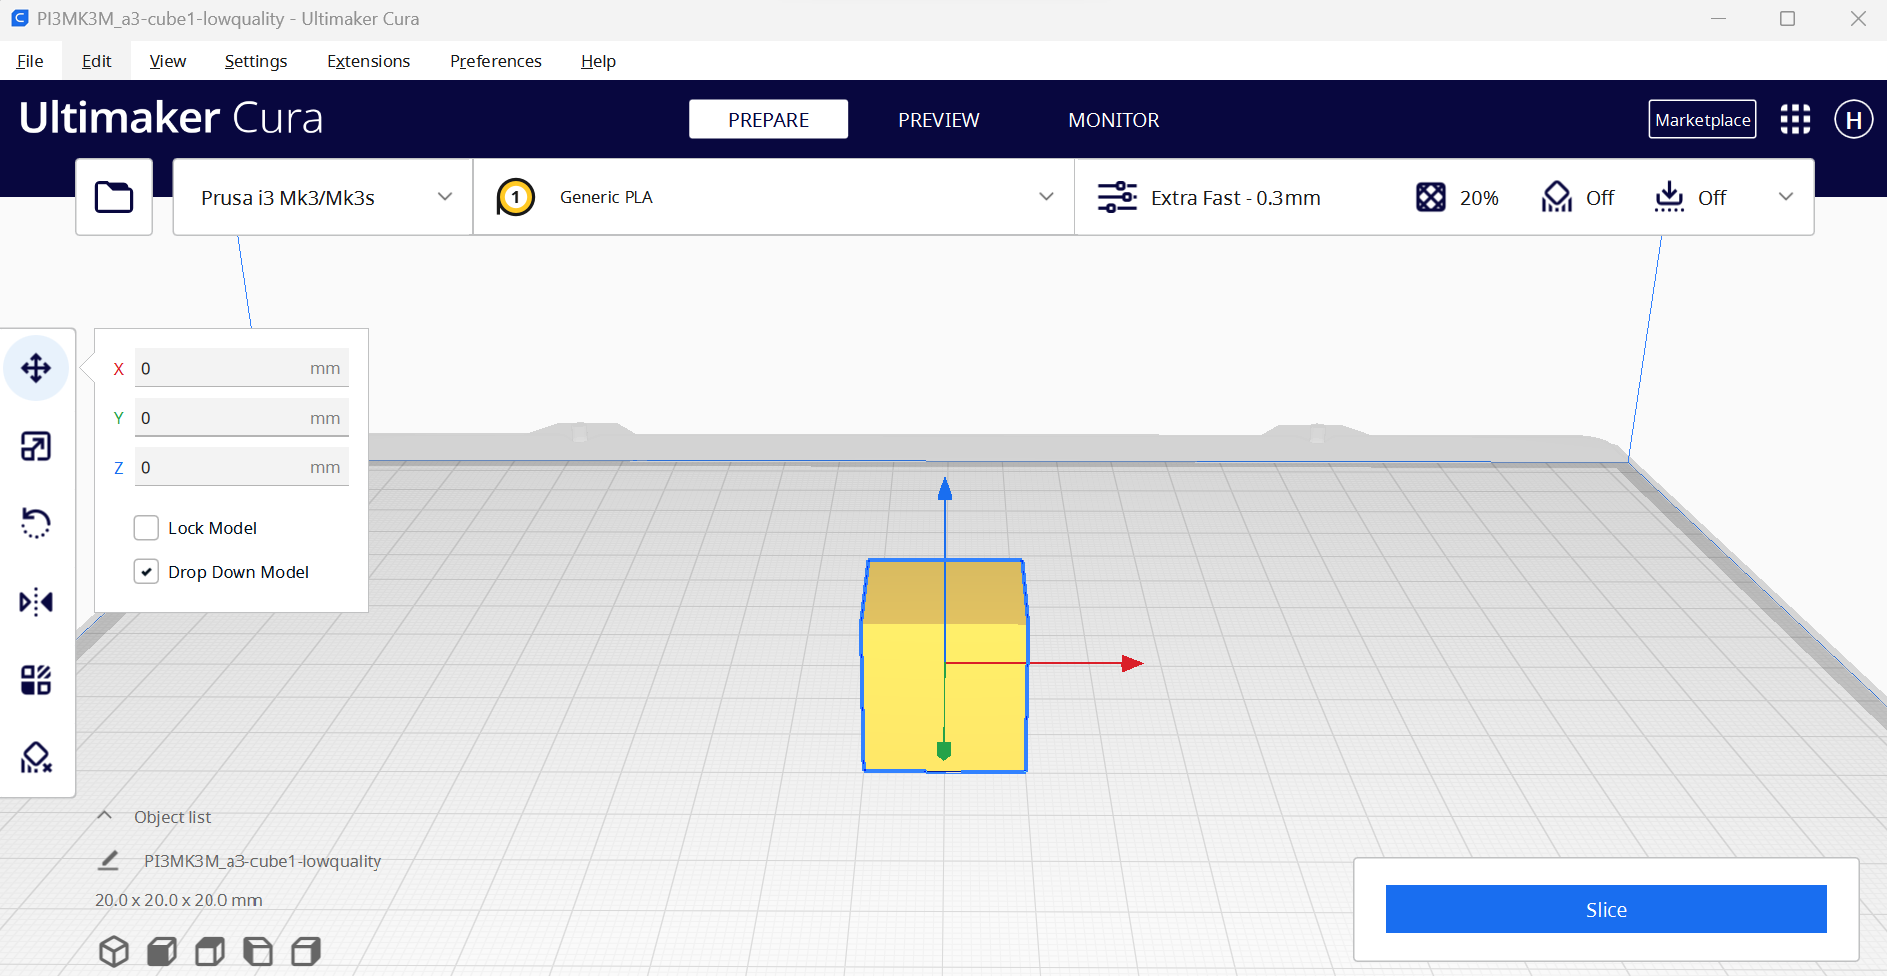 PI3MK3M_a3-cube1-lowquality - Ultimaker Cura
File Edit View Settings Extensions Preferences Help
Ultimaker Cura
PREPARE PREVIEW MONITOR
Marketplace H
Prusa i3 Mk3/Mk3s 1 Generic PLA Extra Fast - 0.3mm 20% Off Off
X 0 mm
Y 0 mm
Z 0 mm
Lock Model
Drop Down Model
Object list
PI3MK3M_a3-cube1-lowquality
20.0 x 20.0 x 20.0 mm
Slice